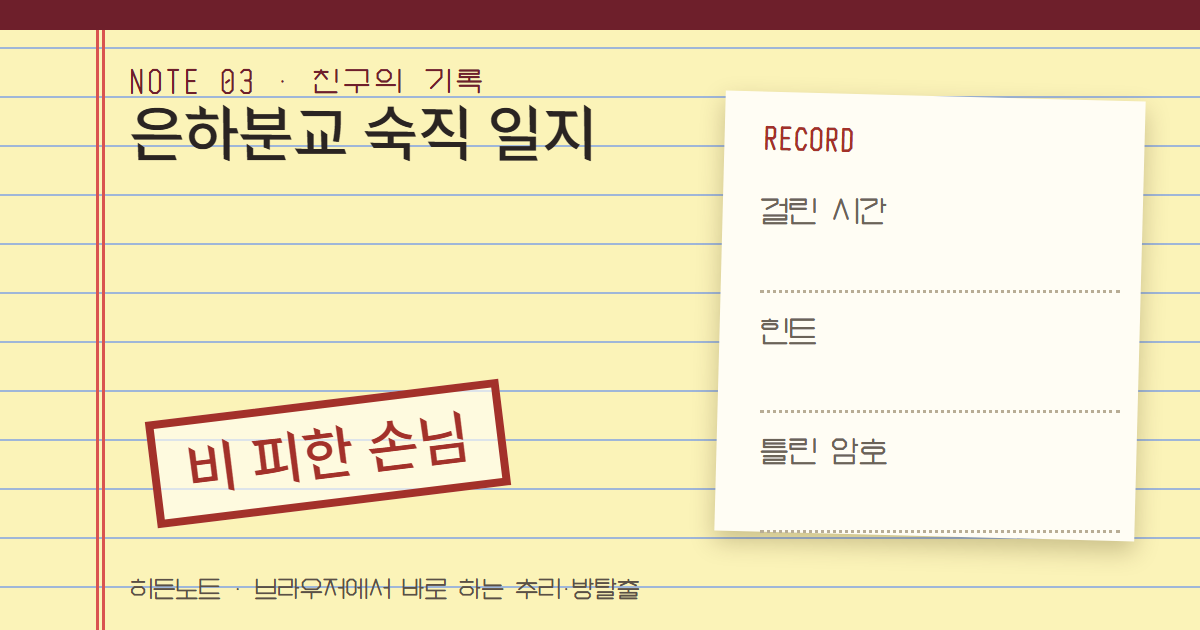 NOTE 03 · 친구의 기록
은하분교 숙직 일지
비 피한 손님
RECORD
걸린 시간
힌트
틀린 암호
히든노트 · 브라우저에서 바로 하는 추리·방탈출